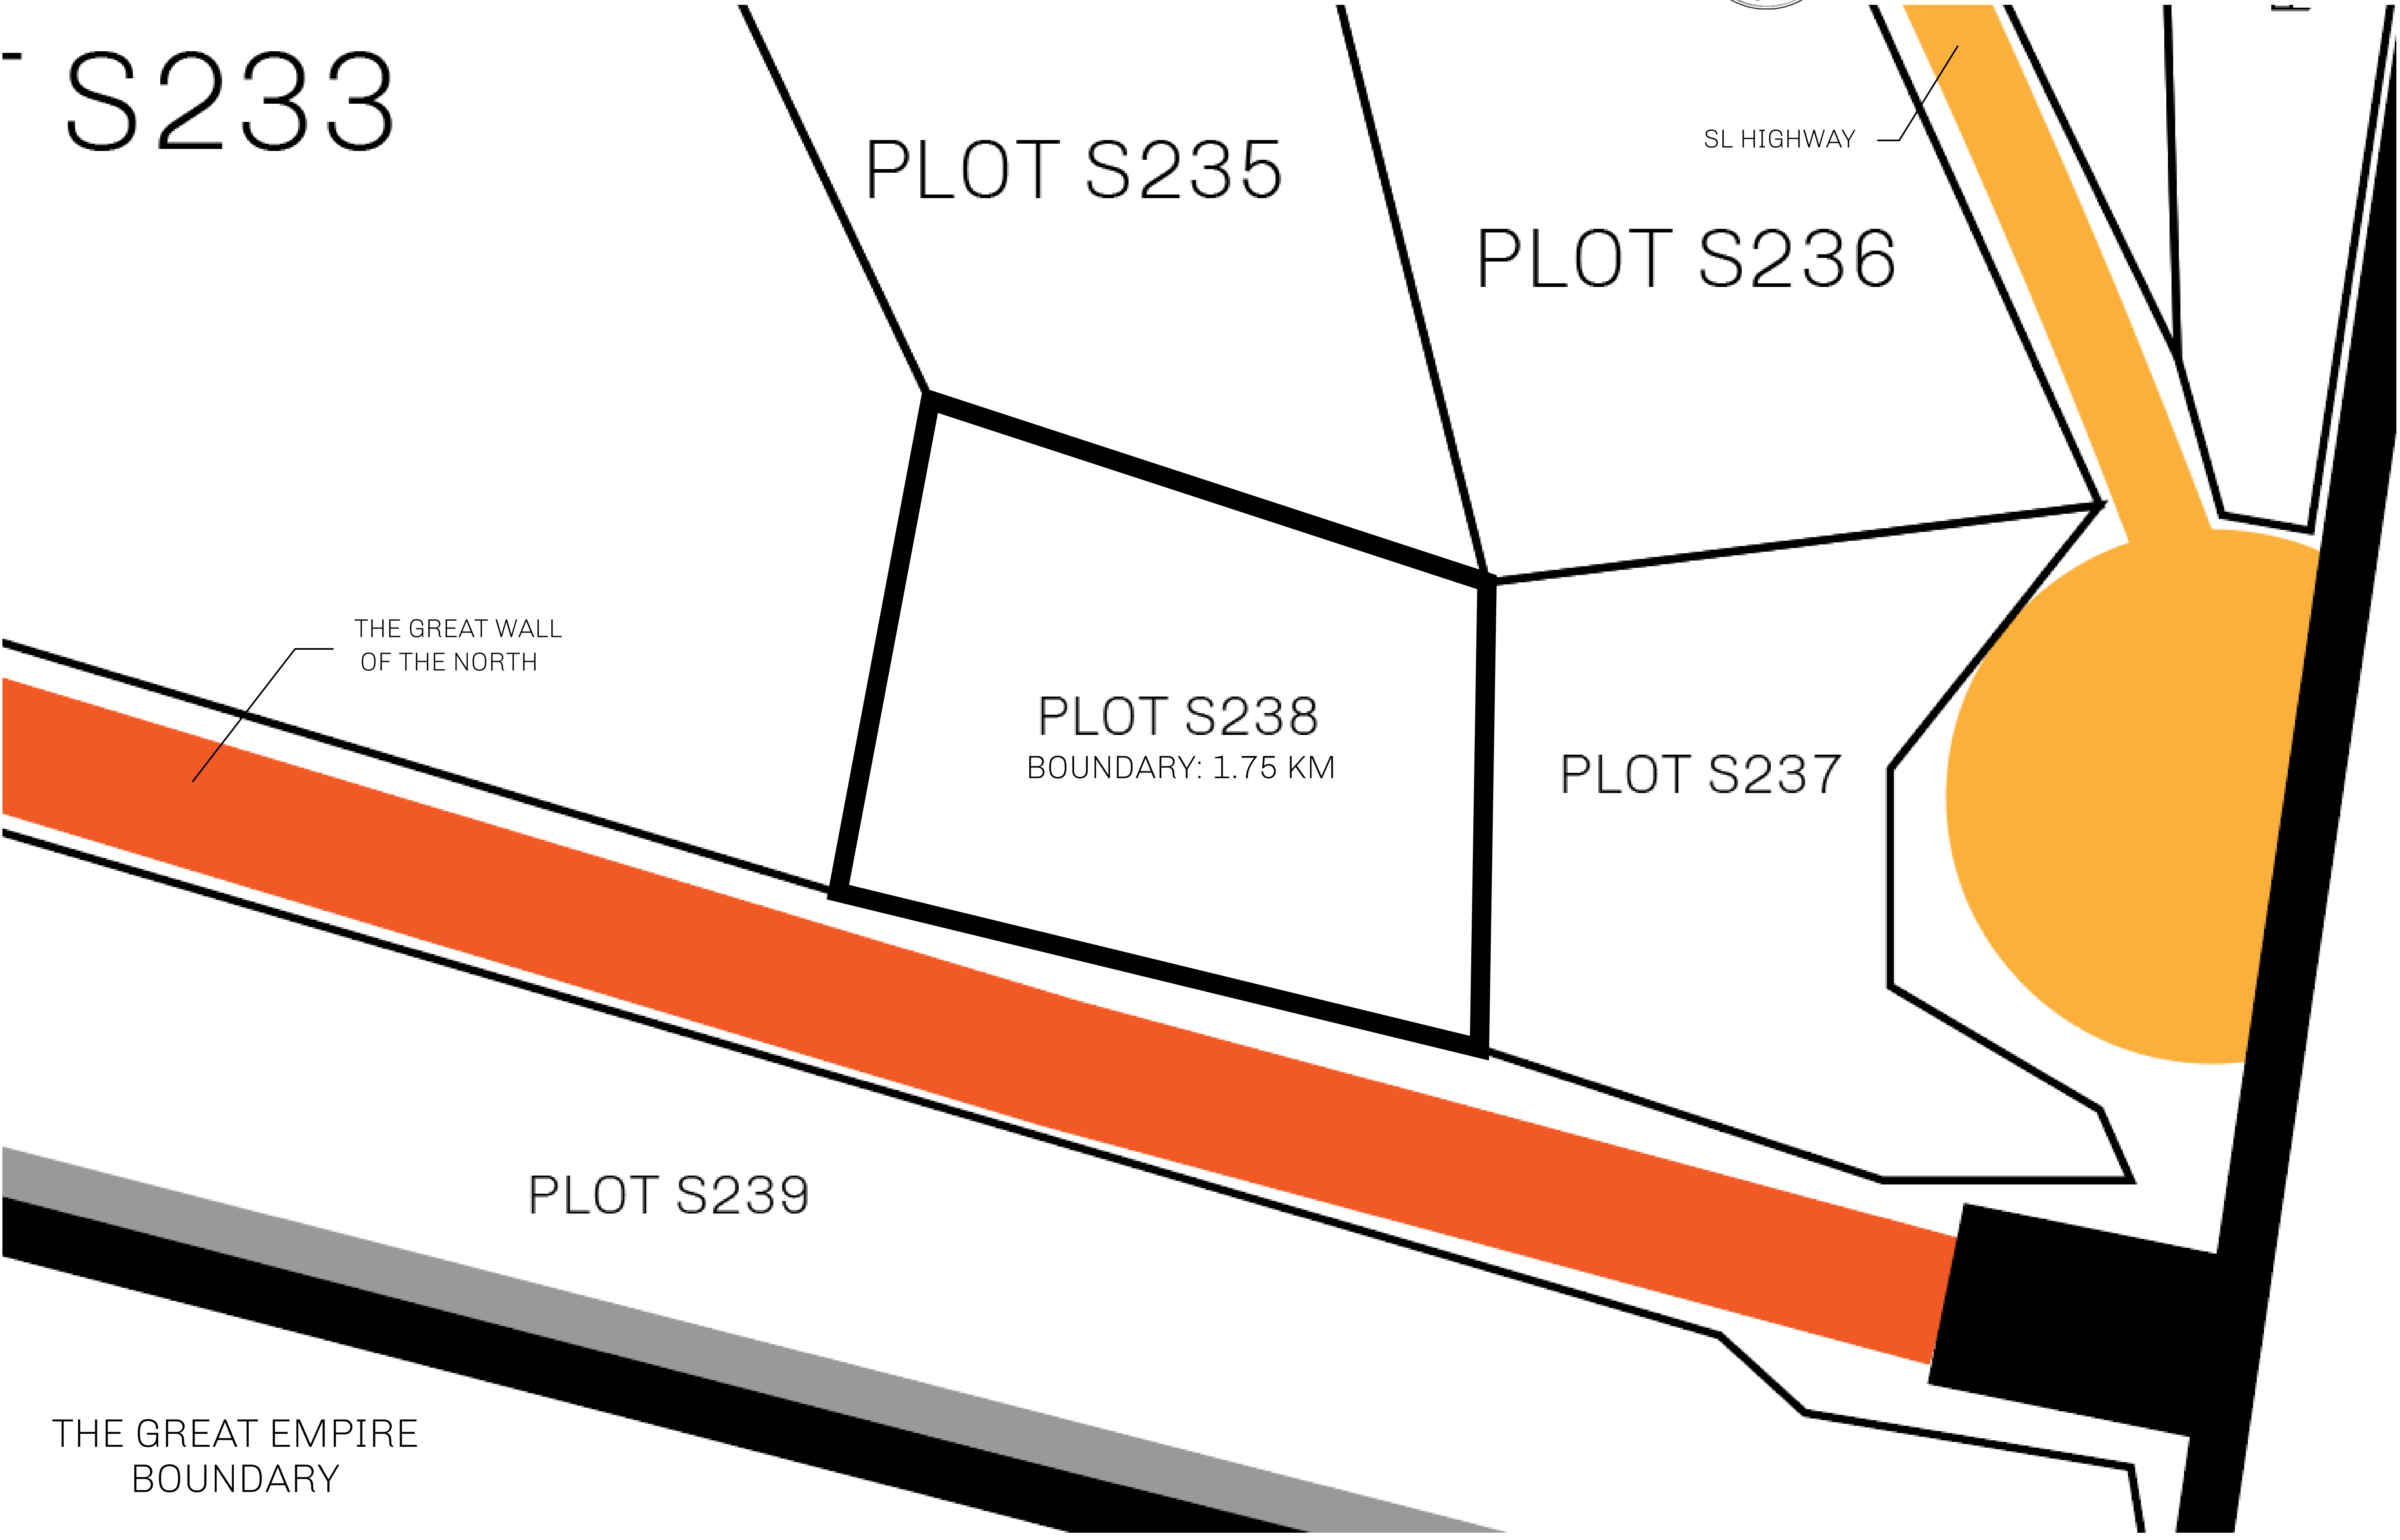 S233
PLOT S235
SL HIGHWAY
PLOT S236
THE GREAT WALL
OF THE NORTH
PLOT S238
BOUNDARY: 1.75 KM
PLOT S237
PLOT S239
THE GREAT EMPIRE
BOUNDARY